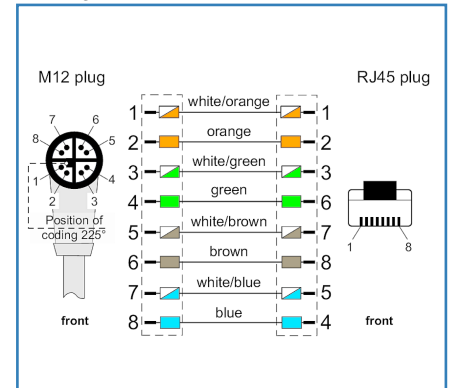 M12 plug
RJ45 plug
7
6
8
5
1
4
2
3
Position of
coding 225°
front
1 white/orange 1
2 orange 2
3 white/green 3
4 green 6
5 white/brown 7
6 brown 8
7 white/blue 5
8 blue 4
1 8
front